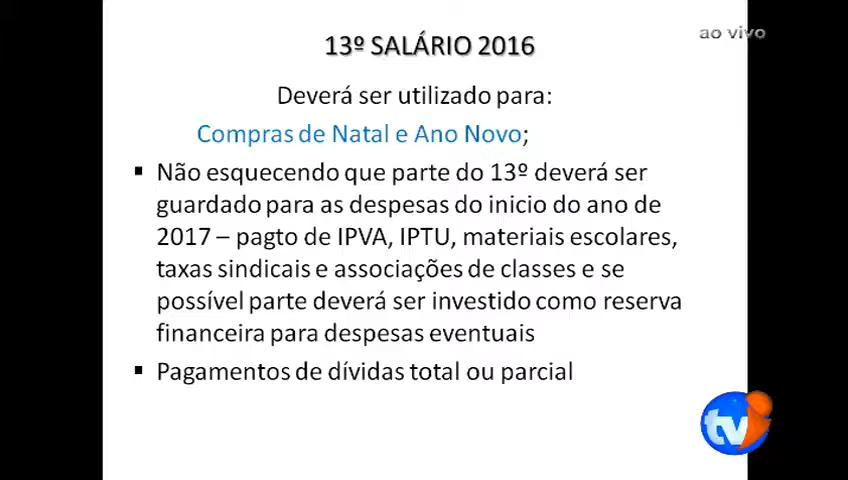 13º SALÁRIO 2016
ao vivo
Deverá ser utilizado para:
Compras de Natal e Ano Novo;
▪ Não esquecendo que parte do 13º deverá ser
guardado para as despesas do inicio do ano de
2017 – pagto de IPVA, IPTU, materiais escolares,
taxas sindicais e associações de classes e se
possível parte deverá ser investido como reserva
financeira para despesas eventuais
▪ Pagamentos de dívidas total ou parcial
tvi